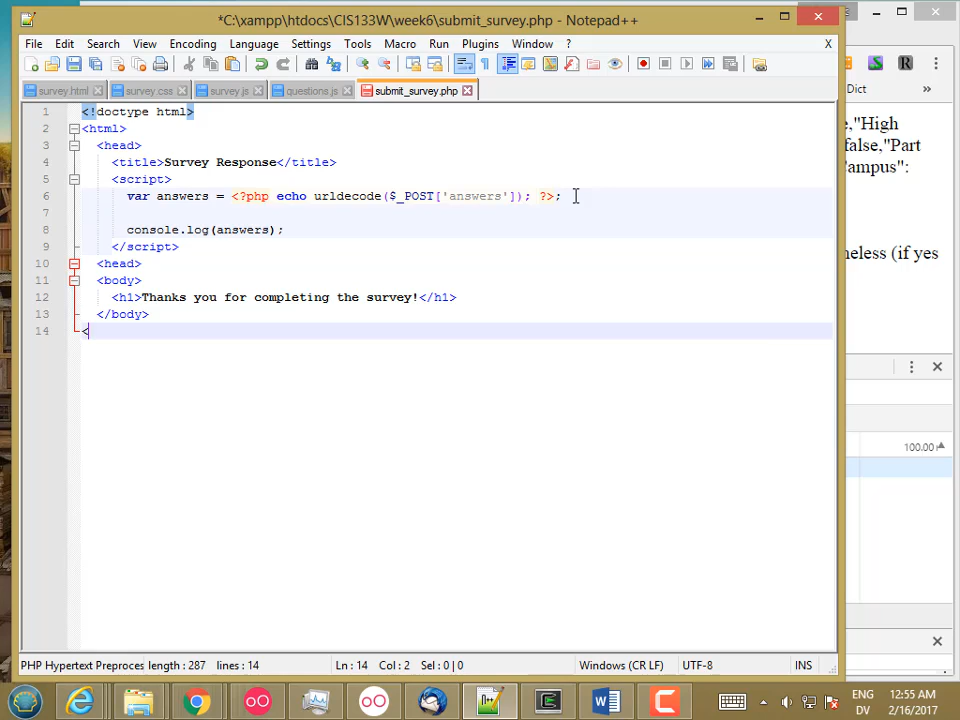 *C:\xampp\htdocs\CIS133W\week6\submit_survey.php - Notepad++
File Edit Search View Encoding Language Settings Tools Macro Run Plugins Window ? X
survey.html survey.css survey.js questions.js submit_survey.php
1 <!doctype html>
2 <html>
3 <head>
4 <title>Survey Response</title>
5 <script>
6 var answers = <?php echo urldecode($_POST['answers']); ?>;
7
8 console.log(answers);
9 </script>
10 <head>
11 <body>
12 <h1>Thanks you for completing the survey!</h1>
13 </body>
14 <
Dict »
e,"High
false,"Part
Campus":
neless (if yes
100.00
PHP Hypertext Preproces length : 287 lines : 14 Ln : 14 Col : 2 Sel : 0 | 0 Windows (CR LF) UTF-8 INS
ENG
DV
12:55 AM
2/16/2017